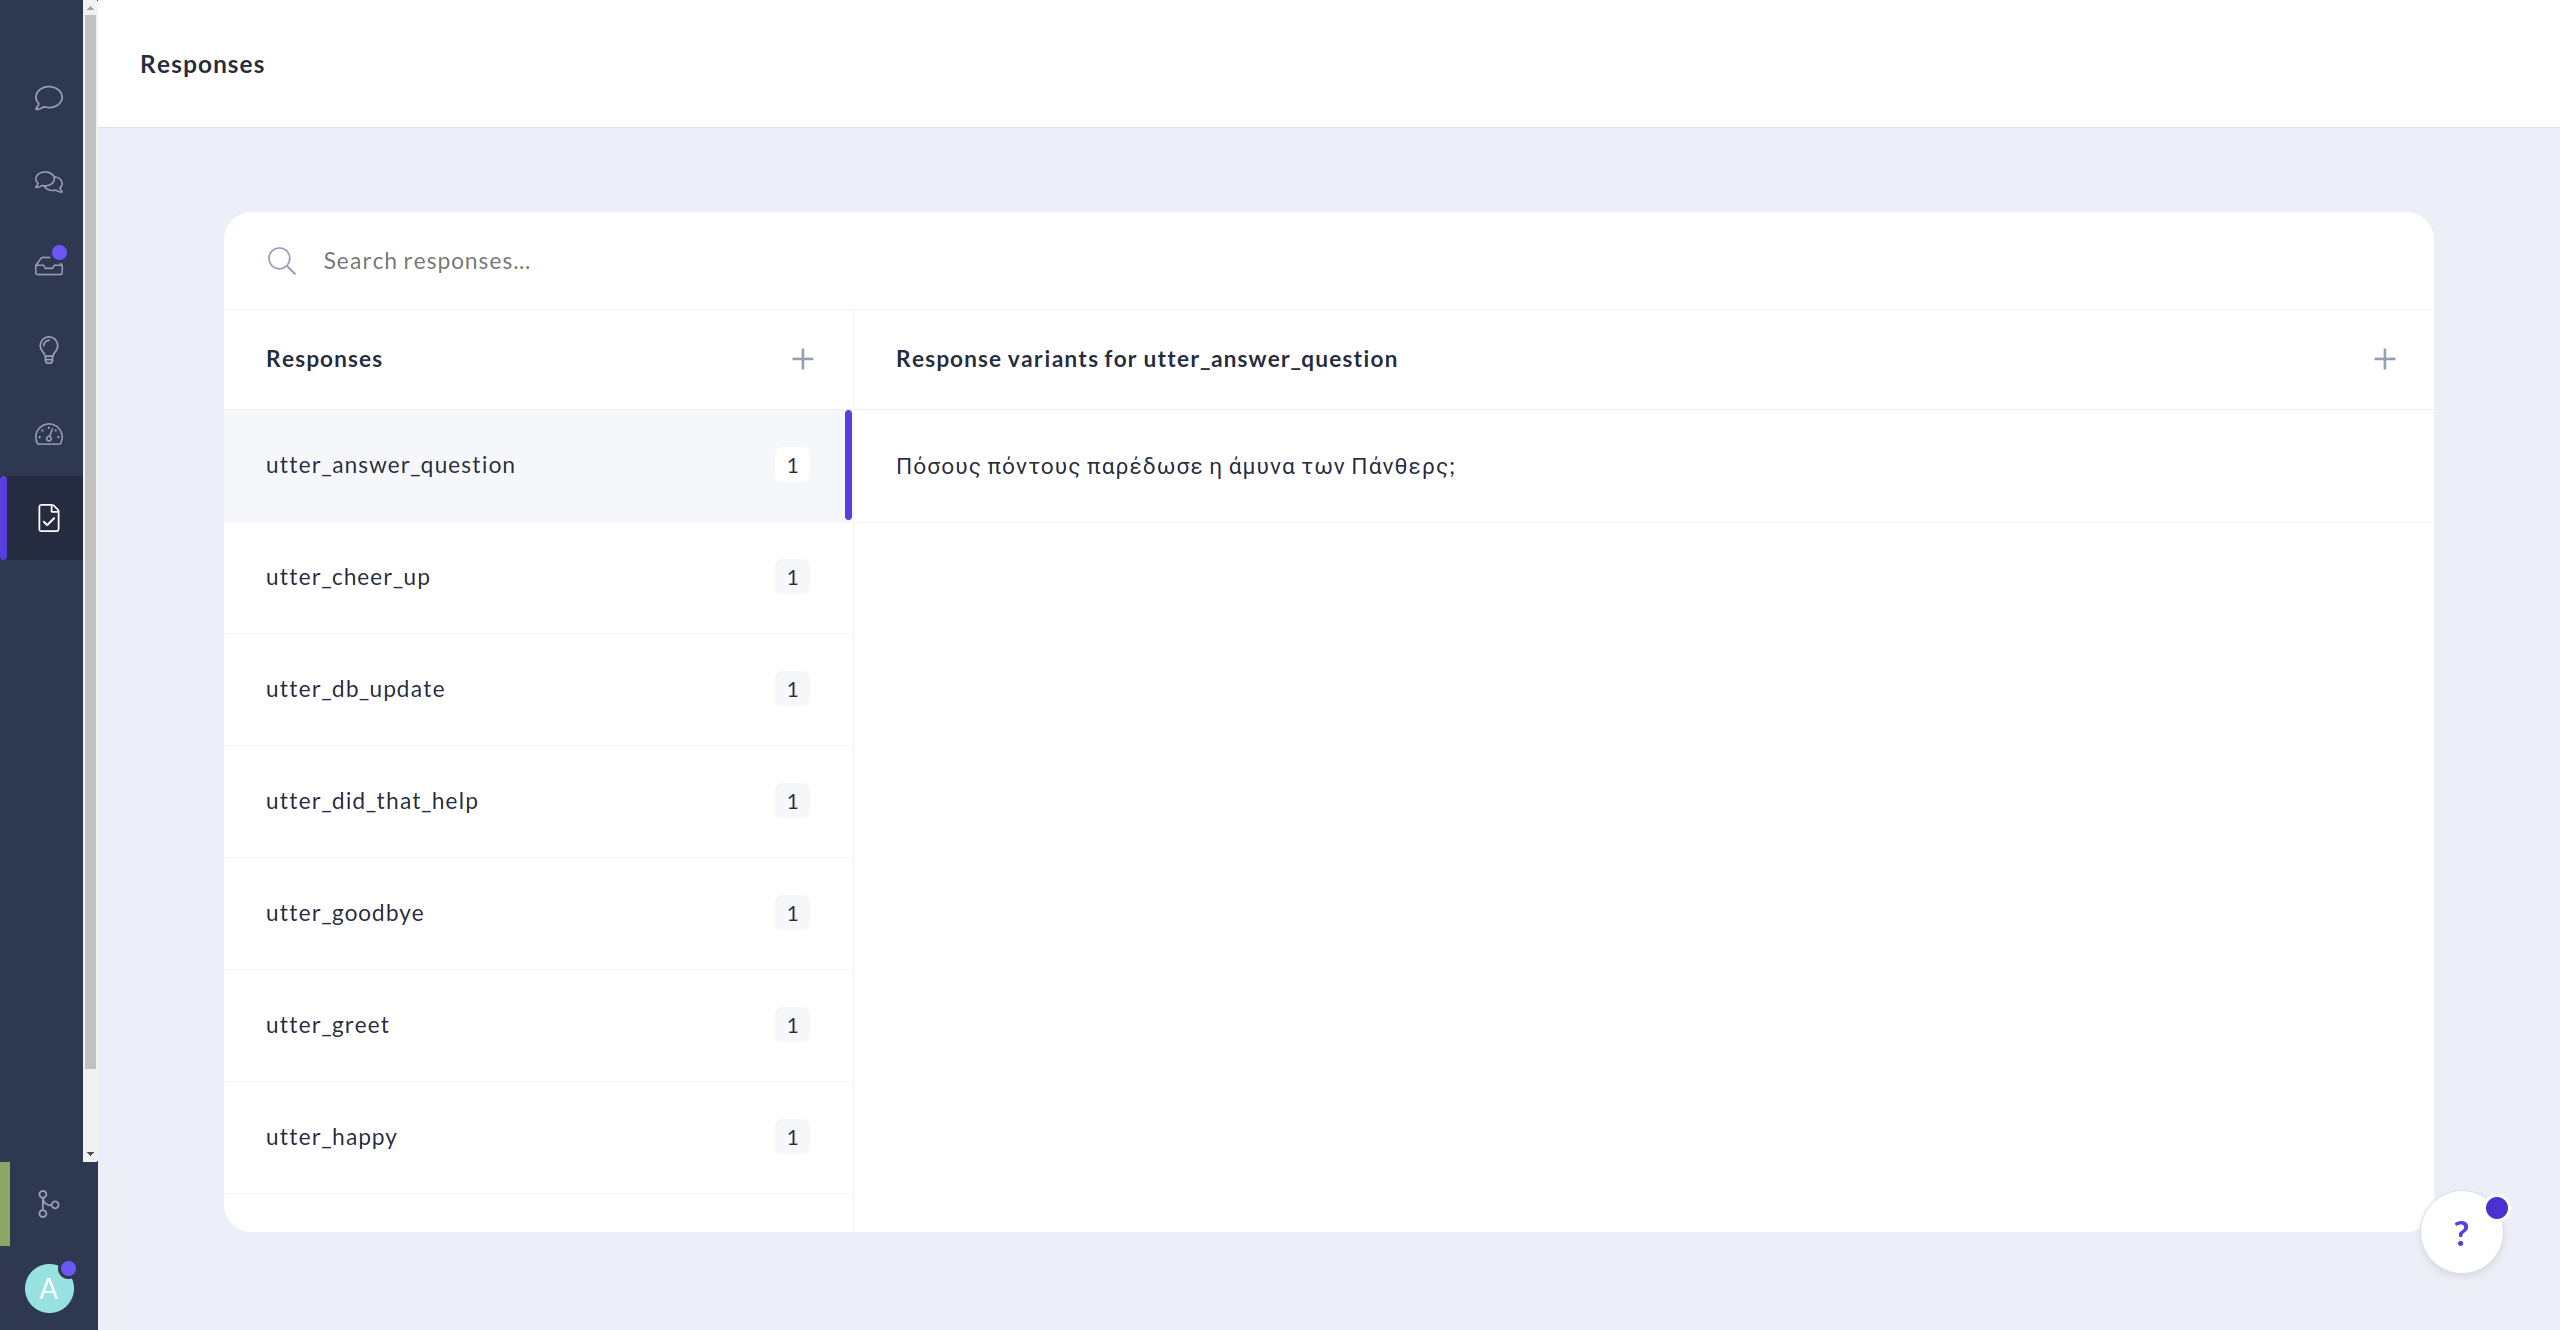 Responses
Search responses...
Responses
Response variants for utter_answer_question
utter_answer_question 1
Πόσους πόντους παρέδωσε η άμυνα των Πάνθερς;
utter_cheer_up 1
utter_db_update 1
utter_did_that_help 1
utter_goodbye 1
utter_greet 1
utter_happy 1
?
A